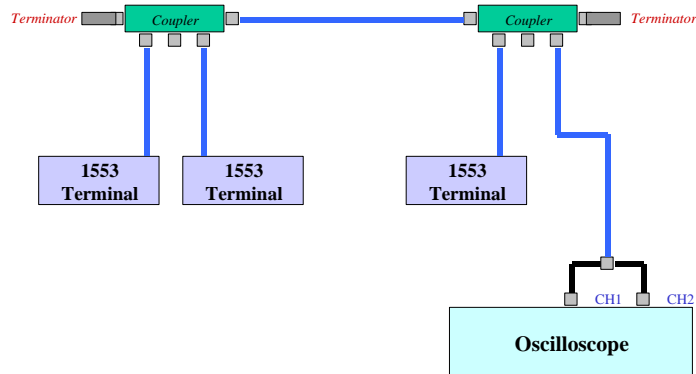 Terminator
Coupler
Coupler
Terminator
1553
Terminal
1553
Terminal
1553
Terminal
CH1
CH2
Oscilloscope